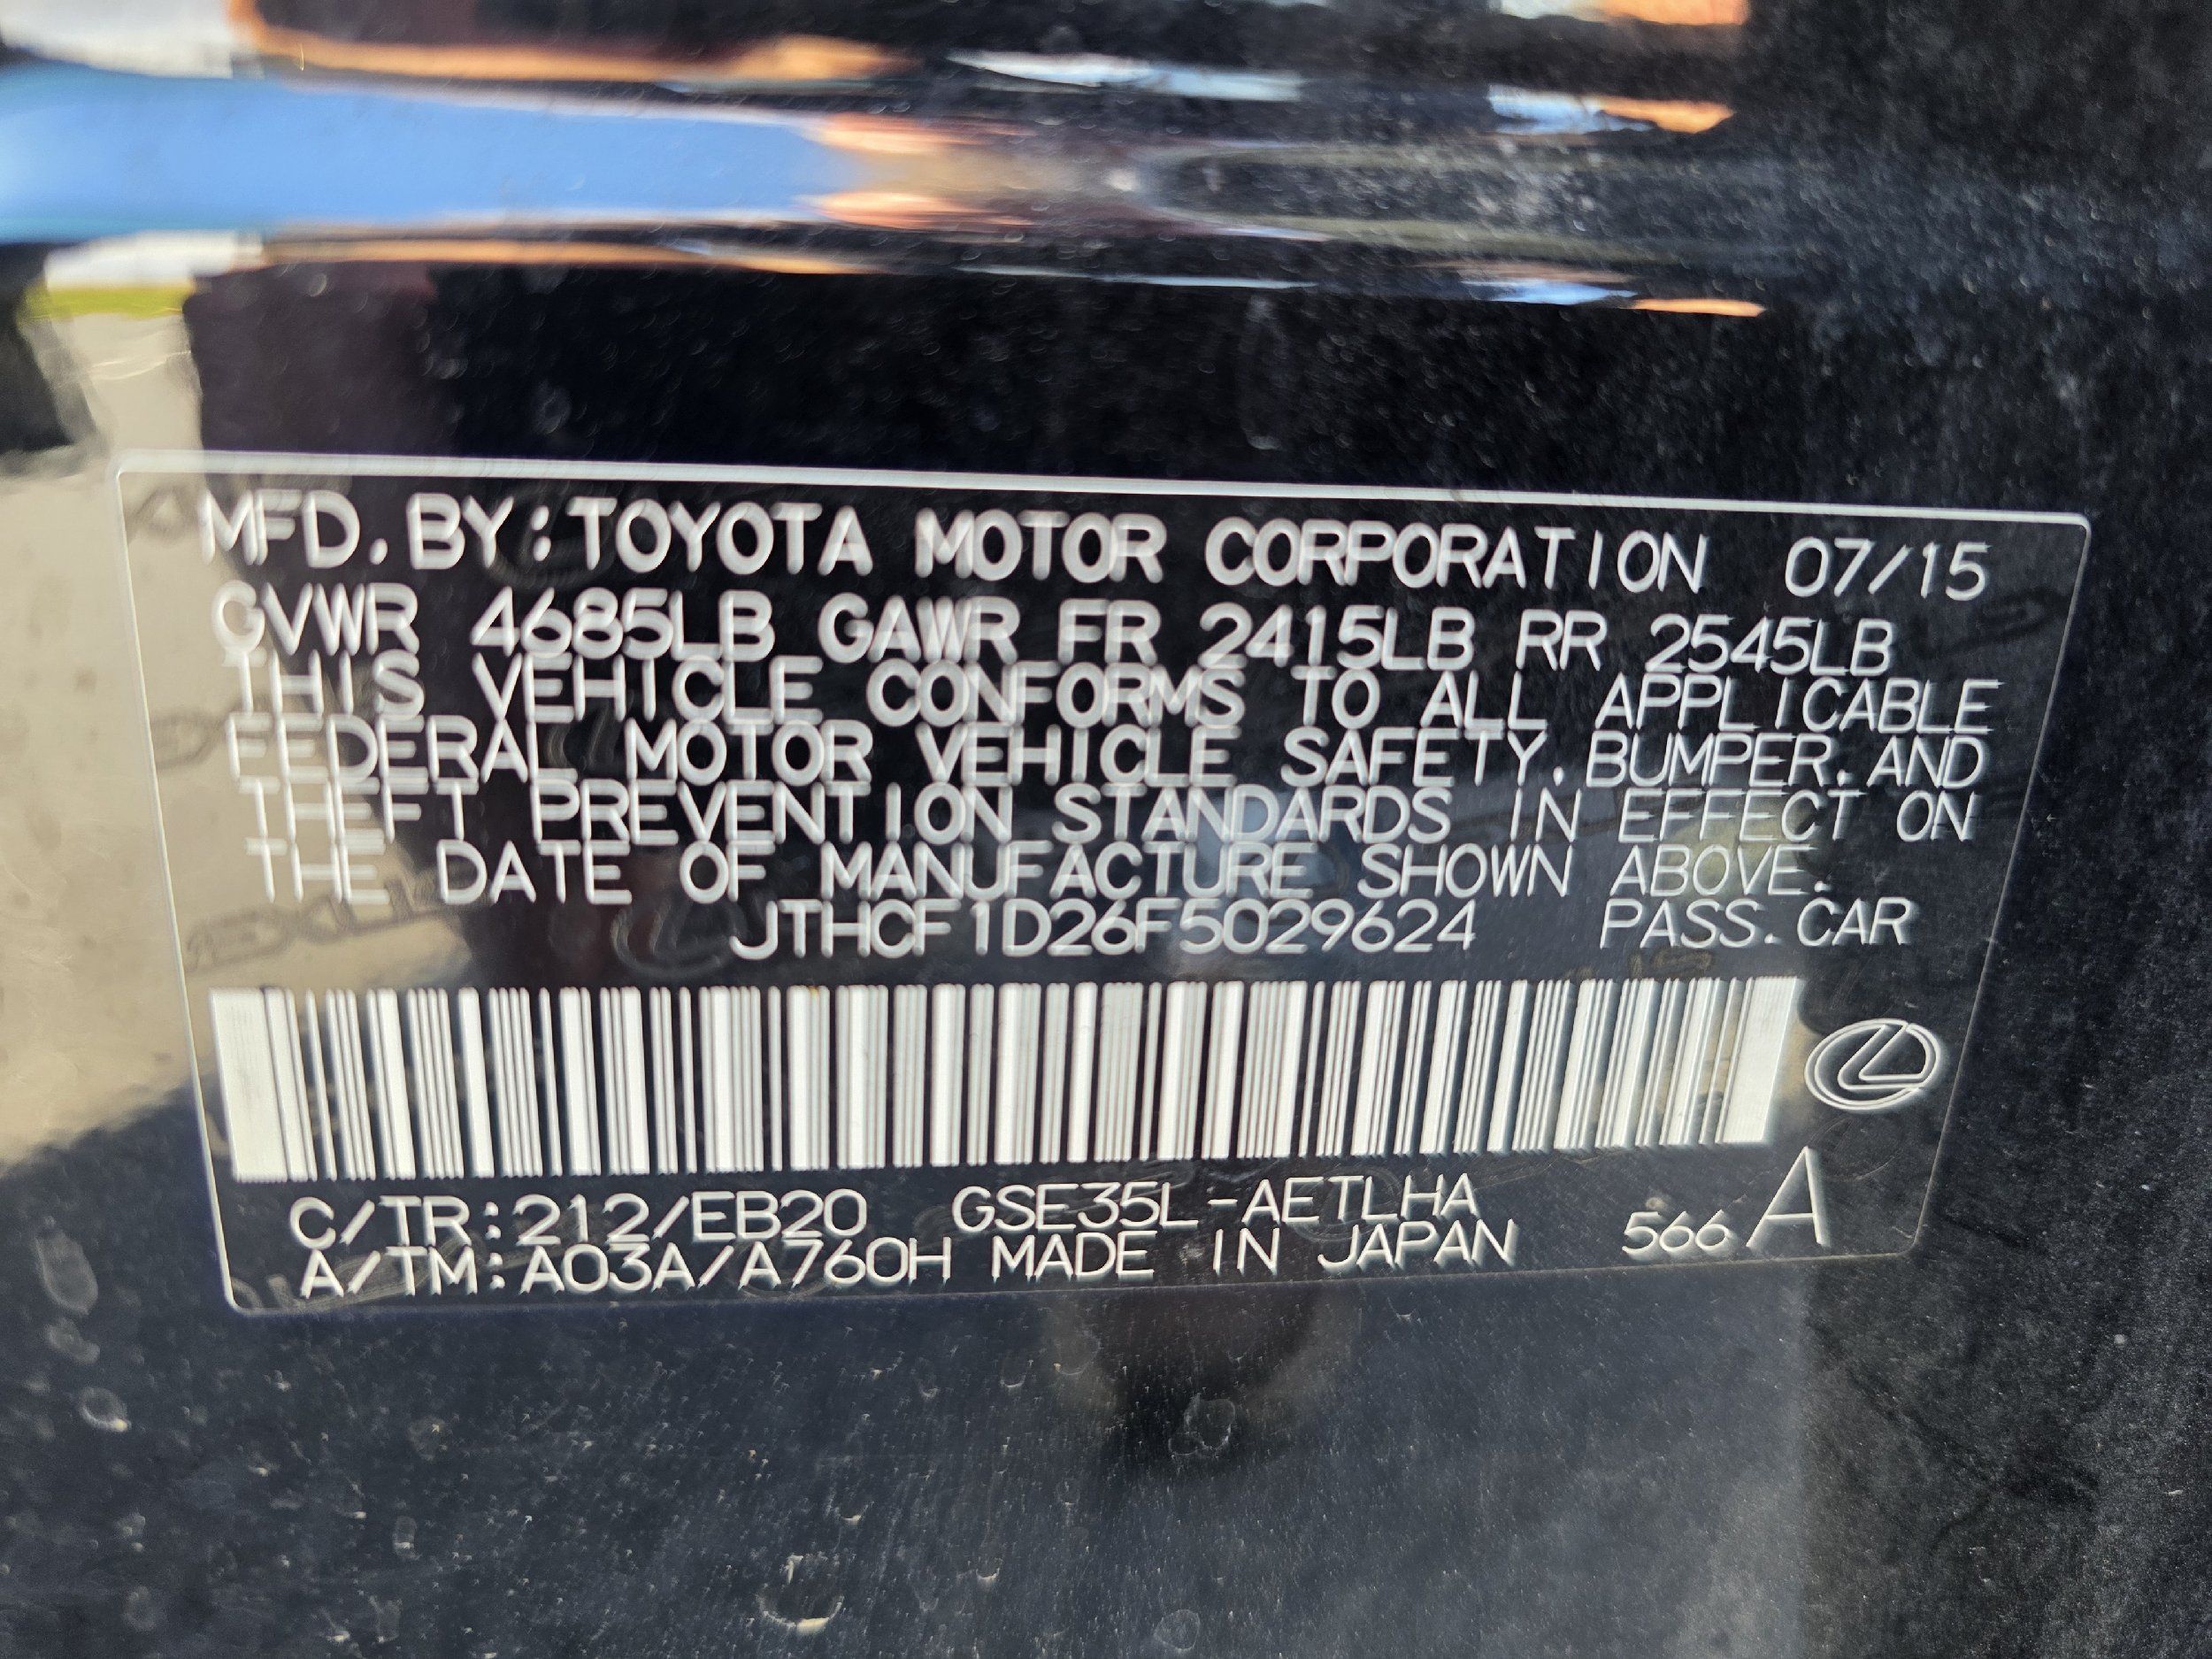 MFD. BY: TOYOTA MOTOR CORPORATION 07/15
GVWR 4685LB GAWR FR 2415LB RR 2545LB
THIS VEHICLE CONFORMS TO ALL APPLICABLE
FEDERAL MOTOR VEHICLE SAFETY. BUMPER. AND
THEFT PREVENTION STANDARDS IN EFFECT ON
THE DATE OF MANUFACTURE SHOWN ABOVE.
JTHCF1D26F5029624 PASS. CAR
C/TR: 212/EB20 GSE35L-AETLHA 566 A
A/TM: A03A/A760H MADE IN JAPAN